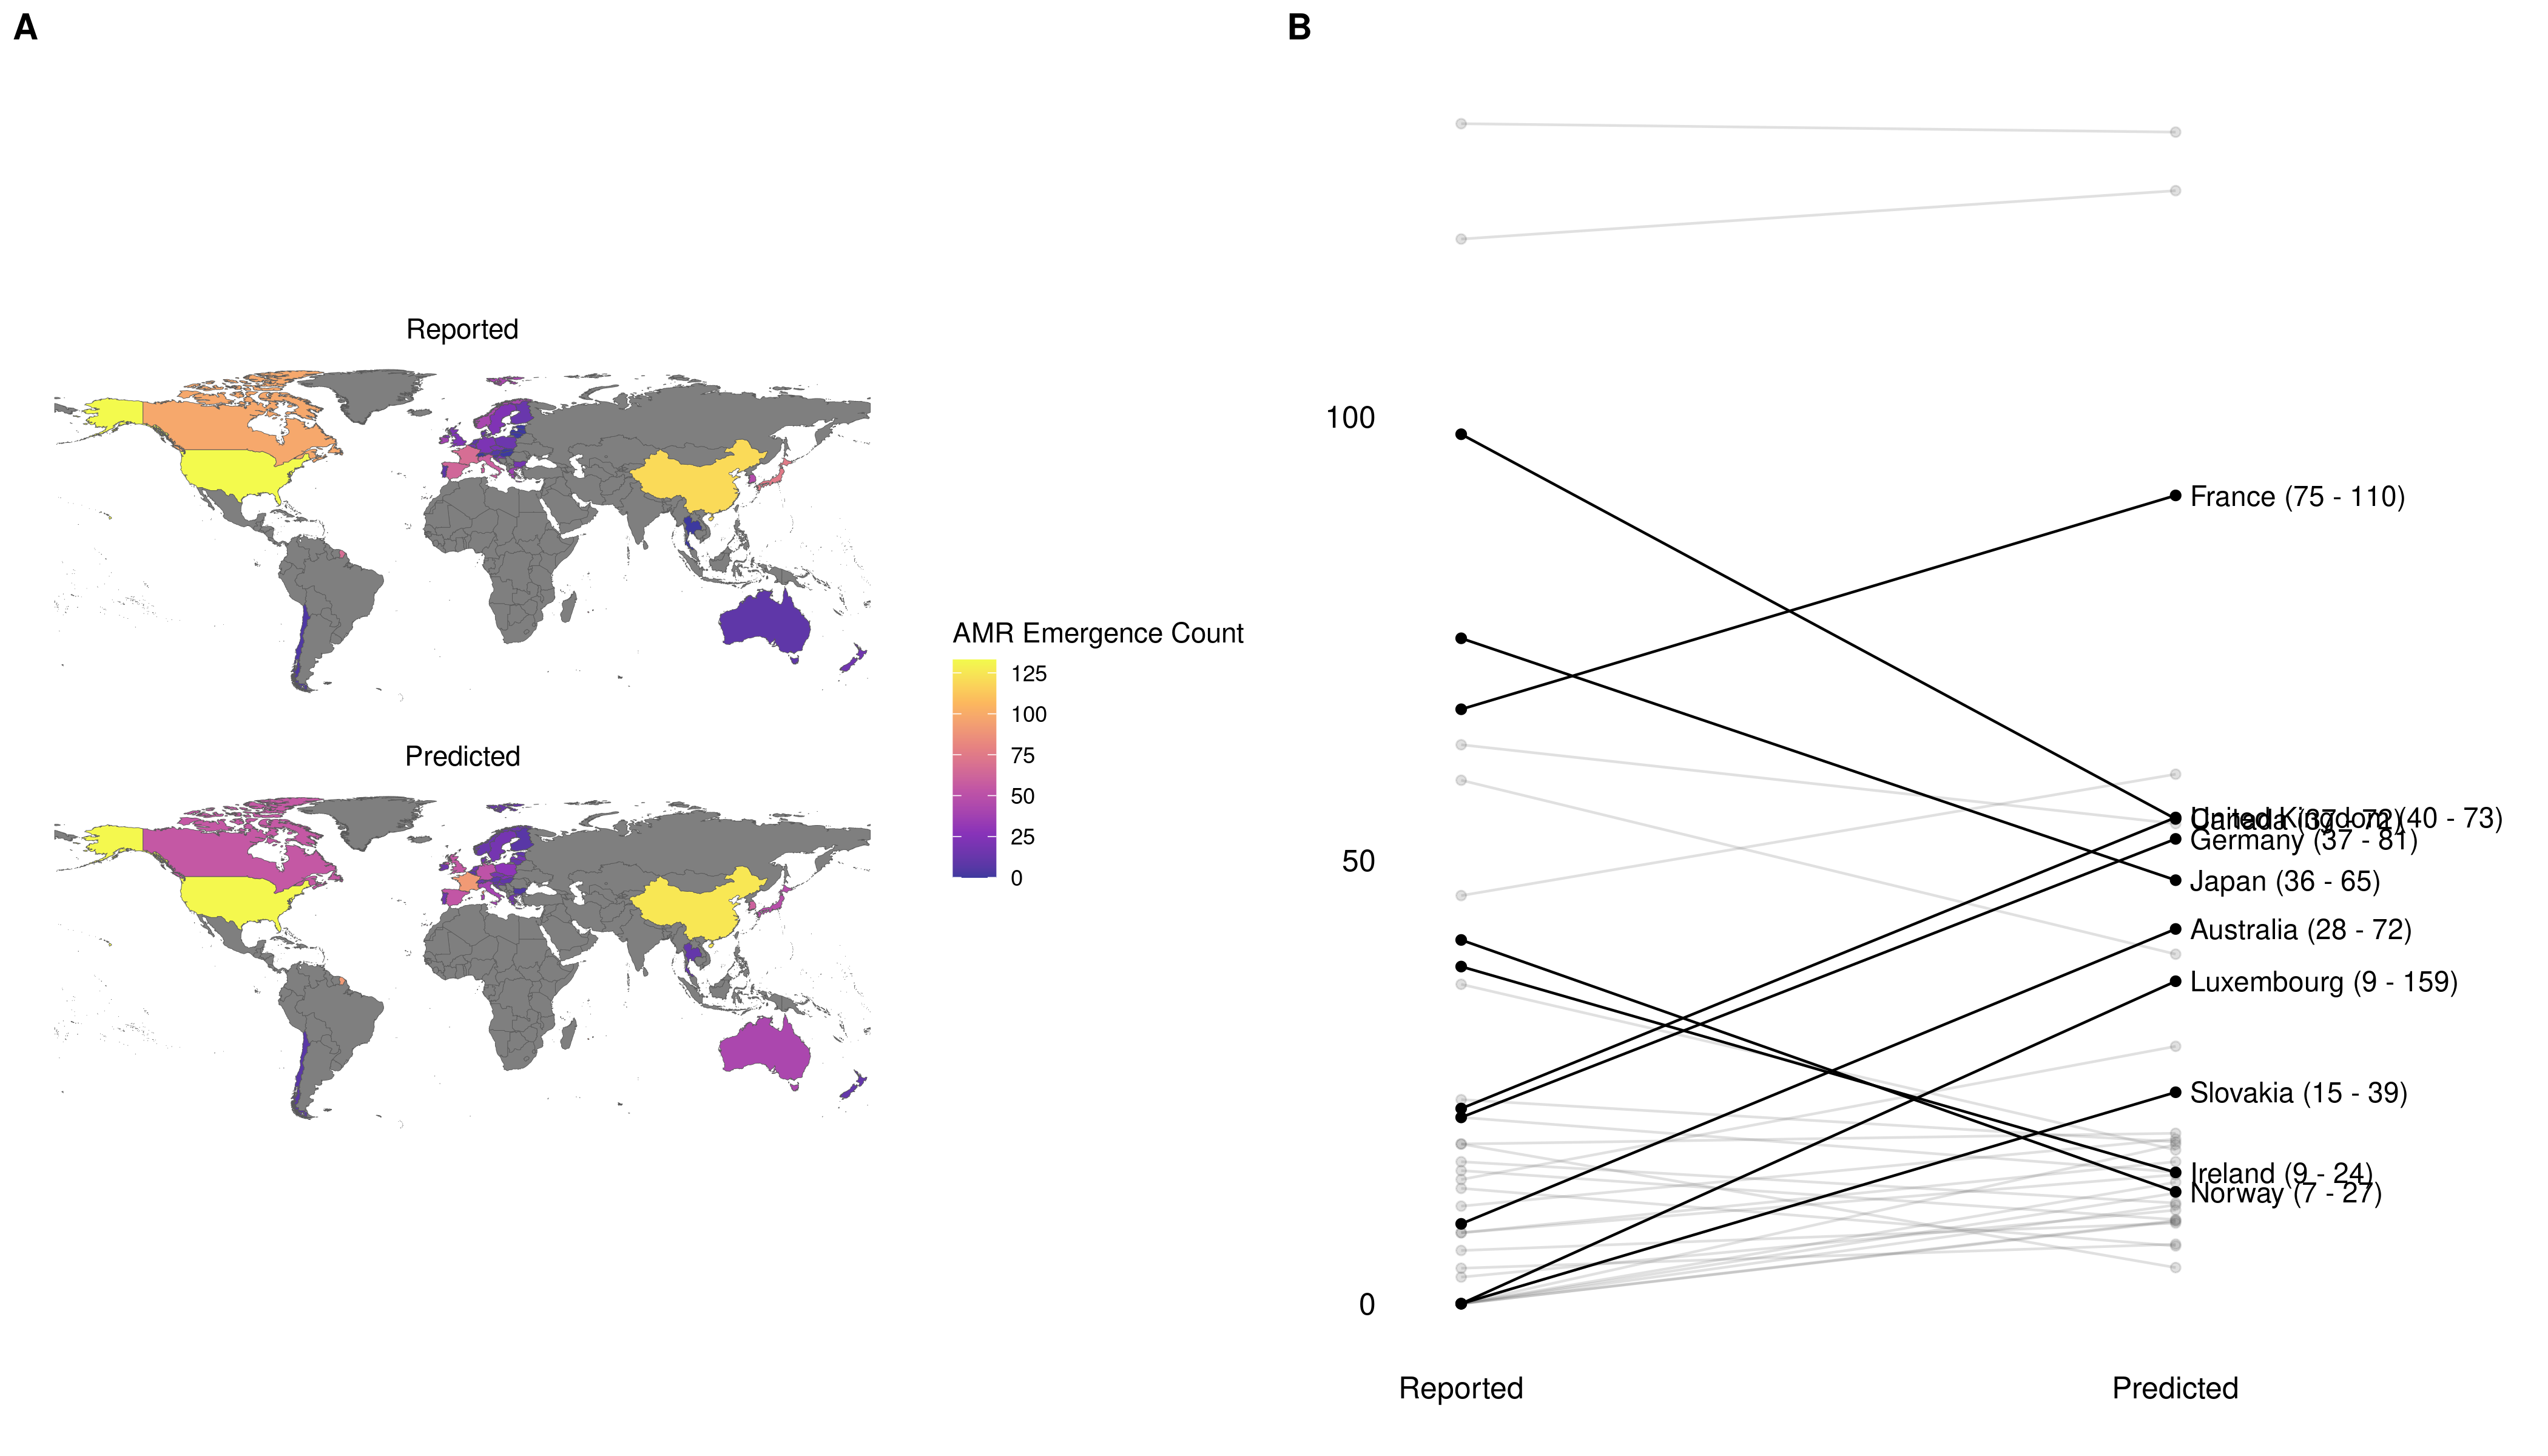 A
B
Reported
Predicted
AMR Emergence Count
125
100
75
50
25
0
100
50
0
France (75 - 110)
United Kingdom (40 - 73)
Canada (37 - 72)
Germany (37 - 81)
Japan (36 - 65)
Australia (28 - 72)
Luxembourg (9 - 159)
Slovakia (15 - 39)
Ireland (9 - 24)
Norway (7 - 27)
Reported
Predicted